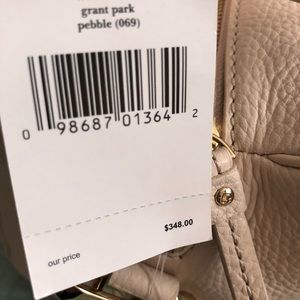 grant park
pebble (069)
0 98687 01364 2
$348.00
our price